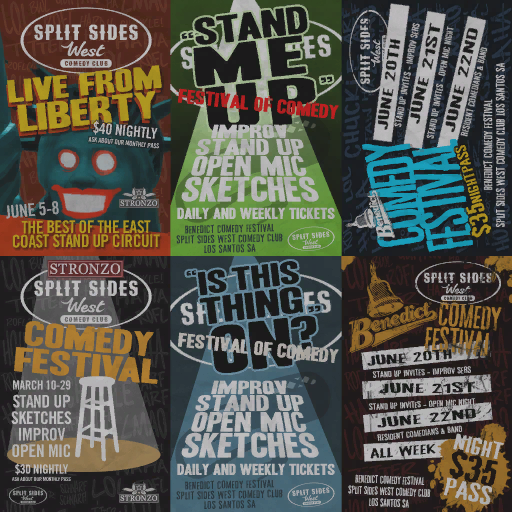 SPLIT SIDES
West
COMEDY CLUB
LIVE FROM
LIBERTY
$40 NIGHTLY
ASK ABOUT OUR MONTHLY PASS
JUNE 5-8
STRONZO
THE BEST OF THE EAST
COAST STAND UP CIRCUIT
"STAND
ME
UP"
FESTIVAL OF COMEDY
IMPROV
STAND UP
OPEN MIC
SKETCHES
DAILY AND WEEKLY TICKETS
BENEDICT COMEDY FESTIVAL
SPLIT SIDES WEST COMEDY CLUB
LOS SANTOS SA
SPLIT SIDES
West
SPLIT SIDES
West
COMEDY CLUB
JUNE 20TH
STAND UP INVITES - IMPROV SERS
JUNE 21ST
STAND UP INVITES - OPEN MIC NIGHT
JUNE 22ND
RESIDENT COMEDIANS & BAND
Benedict
COMEDY
FESTIVAL
$35 NIGHT PASS
BENEDICT COMEDY FESTIVAL
SPLIT SIDES WEST COMEDY CLUB LOS SANTOS SA
STRONZO
SPLIT SIDES
West
COMEDY CLUB
COMEDY
FESTIVAL
MARCH 10-29
STAND UP
SKETCHES
IMPROV
OPEN MIC
$30 NIGHTLY
ASK ABOUT OUR MONTHLY PASS
SPLIT SIDES
West
STRONZO
"IS THIS
THING
ON?"
FESTIVAL OF COMEDY
IMPROV
STAND UP
OPEN MIC
SKETCHES
DAILY AND WEEKLY TICKETS
BENEDICT COMEDY FESTIVAL
SPLIT SIDES WEST COMEDY CLUB
LOS SANTOS SA
SPLIT SIDES
West
SPLIT SIDES
West
COMEDY CLUB
Benedict
COMEDY
FESTIVAL
JUNE 20TH
STAND UP INVITES - IMPROV SERS
JUNE 21ST
STAND UP INVITES - OPEN MIC NIGHT
JUNE 22ND
RESIDENT COMEDIANS & BAND
ALL WEEK
NIGHT
$35
PASS
BENEDICT COMEDY FESTIVAL
SPLIT SIDES WEST COMEDY CLUB
LOS SANTOS SA